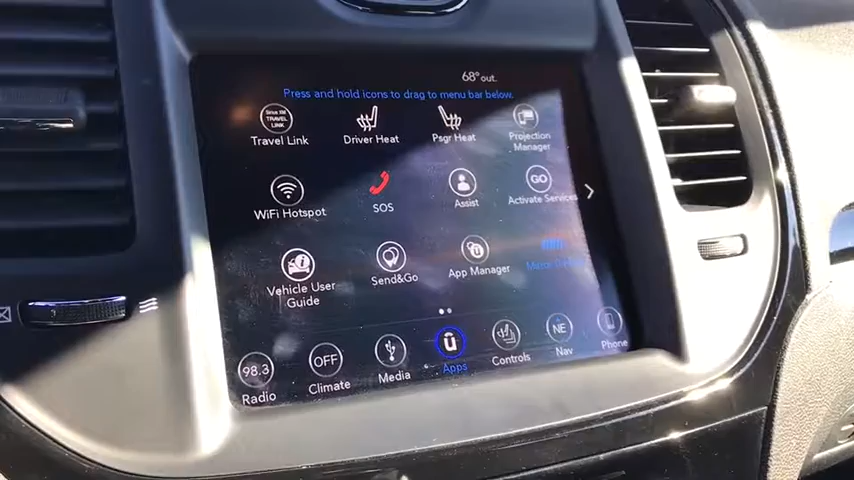 68° out.
Press and hold icons to drag to menu bar below.
TRAVEL LINK
Travel Link
Driver Heat
Psgr Heat
Projection Manager
WiFi Hotspot
SOS
Assist
GO
Activate Services
Vehicle User Guide
Send&Go
App Manager
98.3
Radio
OFF
Climate
Media
Apps
Controls
NE
Nav
Phone